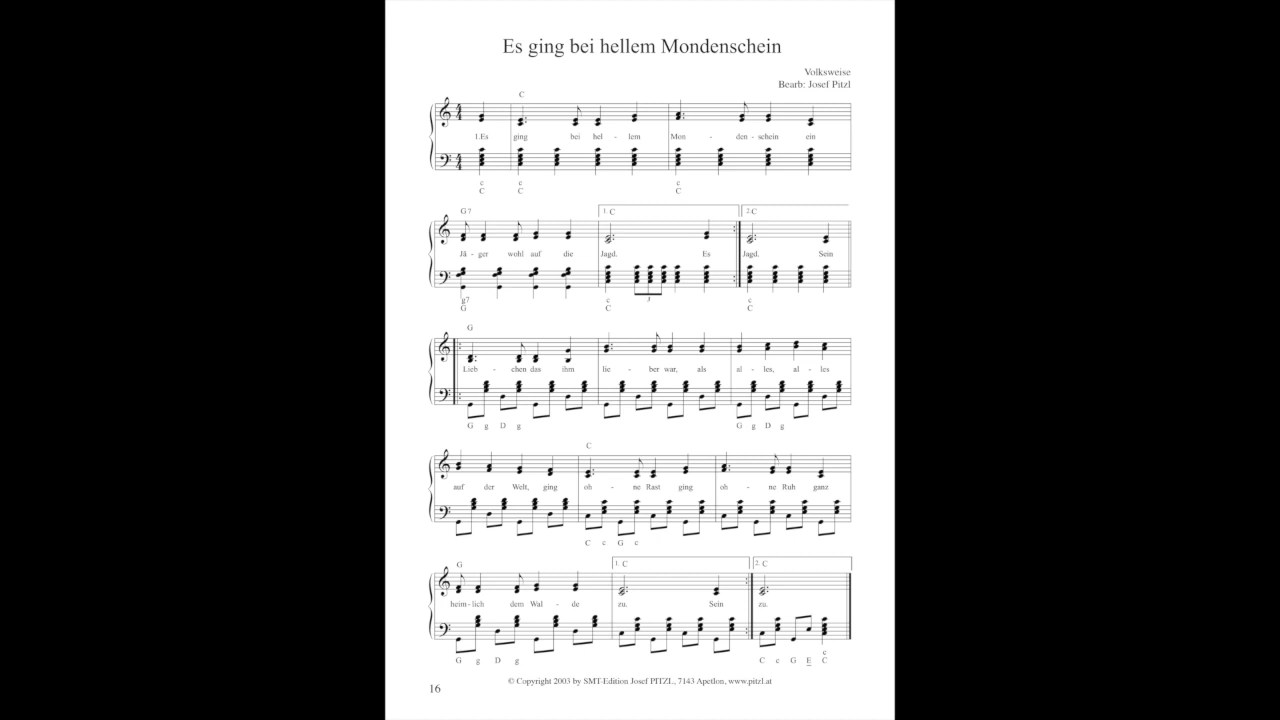 Es ging bei hellem Mondenschein
Volksweise
Bearb: Josef Pitzl
C
1.Es ging bei hel - lem Mon - den - schein ein
c c c
C C C
G7 1. C 2.C
Jä - ger wohl auf die Jagd. Es Jagd. Sein
g7 c 3 c
G C C
G
Lieb - chen das ihm lie - ber war, als al - les, al - les
G g D g G g D g
C
auf der Welt, ging oh - ne Rast ging oh - ne Ruh ganz
C c G c
G 1. C 2. C
heim - lich dem Wal - de zu. Sein zu.
c
G g D g C c G E C
© Copyright 2003 by SMT-Edition Josef PITZL, 7143 Apetlon, www.pitzl.at
16